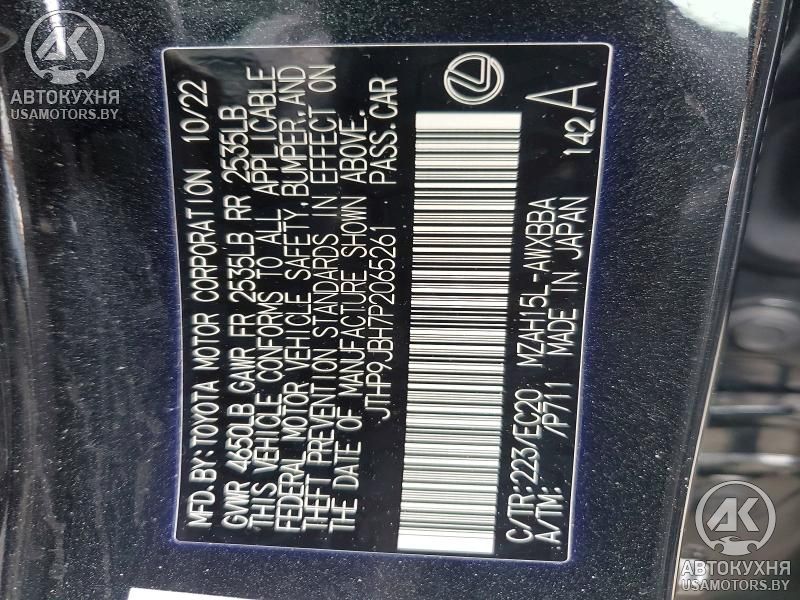 AK
АВТОКУХНЯ
USAMOTORS.BY
MFD.BY: TOYOTA MOTOR CORPORATION 10/22
GVWR 4650LB GAWR FR 2535LB RR 2535LB
THIS VEHICLE CONFORMS TO ALL APPLICABLE
FEDERAL MOTOR VEHICLE SAFETY, BUMPER, AND
THEFT PREVENTION STANDARDS IN EFFECT ON
THE DATE OF MANUFACTURE SHOWN ABOVE.
JTHP9JBH7P2065261 PASS. CAR
C/TR: 223/EC20 MZAH15L-AWXBBA
A/TM: /P711 MADE IN JAPAN 142 A
AK
АВТОКУХНЯ
USAMOTORS.BY